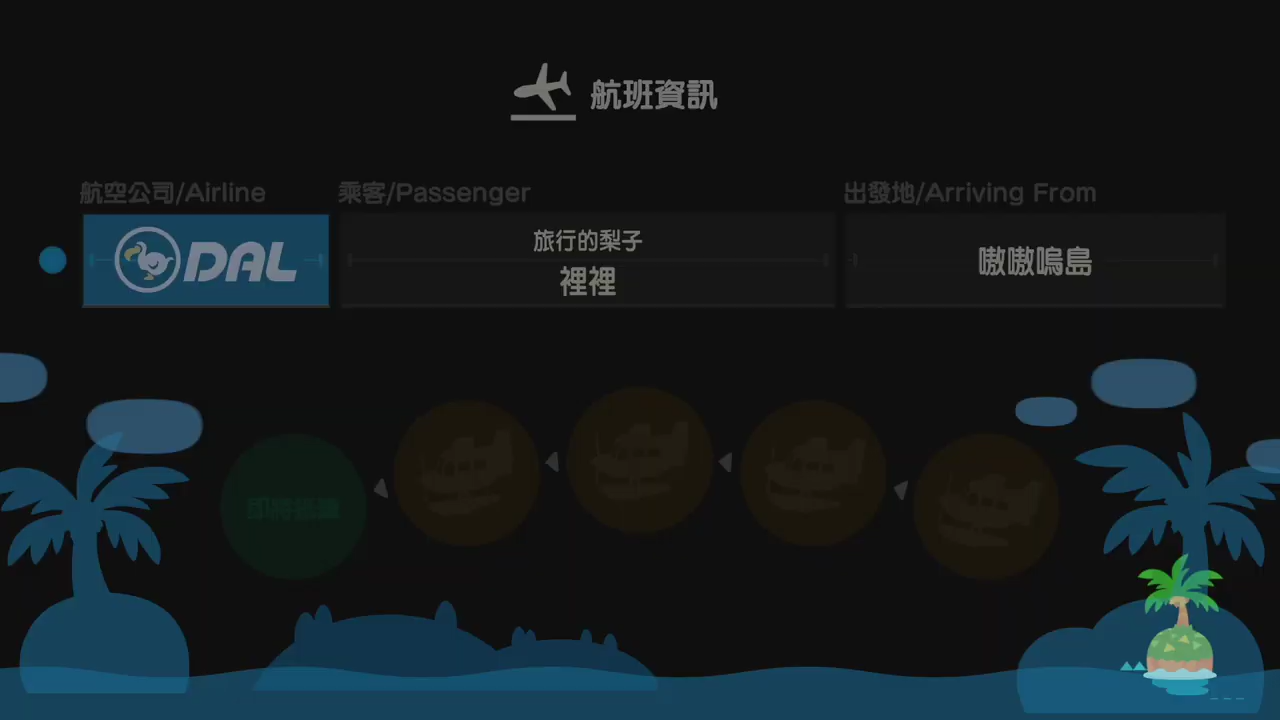 航班資訊
航空公司/Airline
乘客/Passenger
出發地/Arriving From
DAL
旅行的梨子
裡裡
嗷嗷嗚島